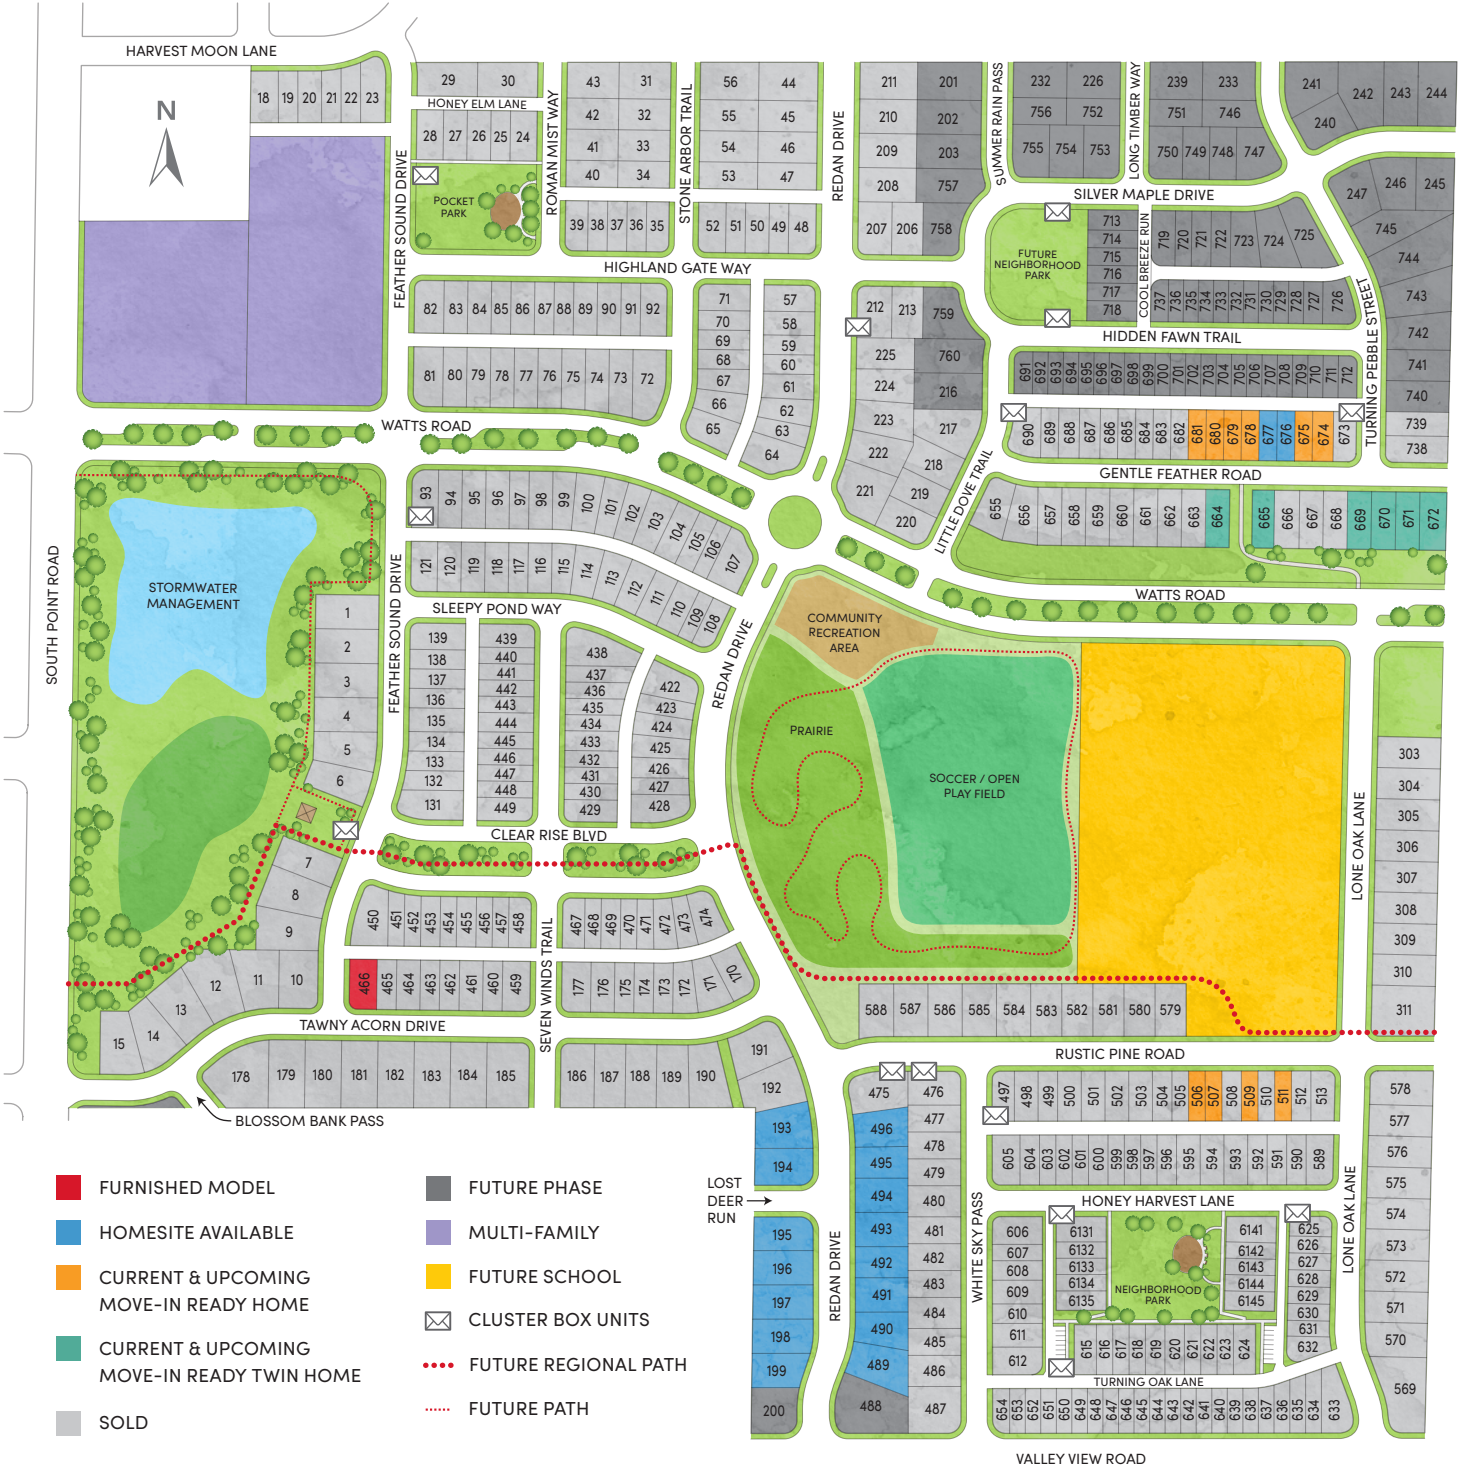 HARVEST MOON LANE
N
18 19 20 21 22 23
29 30
HONEY ELM LANE
28 27 26 25 24
POCKET
PARK
FEATHER SOUND DRIVE
ROMAN MIST WAY
43 31
42 32
41 33
40 34
39 38 37 36 35
STONE ARBOR TRAIL
56 44
55 45
54 46
53 47
52 51 50 49 48
REDAN DRIVE
211 201
210 202
209 203
208 757
207 206 758
SUMMER RAIN PASS
232 226
756 752
755 754 753
LONG TIMBER WAY
239 233
751 746
750 749 748 747
241 242 243 244
240
SILVER MAPLE DRIVE
247 246 245
745
744
743
742
741
740
739
738
FUTURE
NEIGHBORHOOD
PARK
713
714
715
716
717
718
COOL BREEZE RUN
719 720 721 722 723 724 725
737 736 735 734 733 732 731 730 729 728 727 726
TURNING PEBBLE STREET
HIDDEN FAWN TRAIL
691 692 693 694 695 696 697 698 699 700 701 702 703 704 705 706 707 708 709 710 711 712
690 689 688 687 686 685 684 683 682 681 680 679 678 677 676 675 674 673
GENTLE FEATHER ROAD
HIGHLAND GATE WAY
82 83 84 85 86 87 88 89 90 91 92
81 80 79 78 77 76 75 74 73 72
71
70
69
68
67
66
65
57
58
59
60
61
62
63
64
212 213 759
225 760
224 216
223 217
222 218
221 219
220
LITTLE DOVE TRAIL
655 656 657 658 659 660 661 662 663 664 665 666 667 668 669 670 671 672
WATTS ROAD
SOUTH POINT ROAD
STORMWATER
MANAGEMENT
93 94 95 96 97 98 99 100 101 102 103 104 105 106 107
121 120 119 118 117 116 115 114 113 112 111 110 109 108
SLEEPY POND WAY
FEATHER SOUND DRIVE
1
2
3
4
5
6
7
8
9
10
11
12
13
14
15
139
138
137
136
135
134
133
132
131
439
440
441
442
443
444
445
446
447
448
449
438
437
436
435
434
433
432
431
430
429
422
423
424
425
426
427
428
REDAN DRIVE
WATTS ROAD
COMMUNITY
RECREATION
AREA
PRAIRIE
SOCCER / OPEN
PLAY FIELD
LONE OAK LANE
303
304
305
306
307
308
309
310
311
CLEAR RISE BLVD
450 451 452 453 454 455 456 457 458
466 465 464 463 462 461 460 459
SEVEN WINDS TRAIL
467 468 469 470 471 472 473 474
177 176 175 174 173 172 171 170
TAWNY ACORN DRIVE
178 179 180 181 182 183 184 185
186 187 188 189 190
191
192
193
194
195
196
197
198
199
200
BLOSSOM BANK PASS
LOST
DEER
RUN
588 587 586 585 584 583 582 581 580 579
RUSTIC PINE ROAD
475 476
496 477
495 478
494 479
493 480
492 481
491 482
490 483
489 484
488 485
486
487
REDAN DRIVE
WHITE SKY PASS
497 498 499 500 501 502 503 504 505 506 507 508 509 510 511 512 513
605 604 603 602 601 600 599 598 597 596 595 594 593 592 591 590 589
HONEY HARVEST LANE
606
607
608
609
610
611
612
6131
6132
6133
6134
6135
NEIGHBORHOOD
PARK
6141
6142
6143
6144
6145
625
626
627
628
629
630
631
632
615 616 617 618 619 620 621 622 623 624
TURNING OAK LANE
654 653 652 651 650 649 648 647 646 645 644 643 642 641 640 639 638 637 636 635 634 633
VALLEY VIEW ROAD
LONE OAK LANE
578
577
576
575
574
573
572
571
570
569
FURNISHED MODEL
HOMESITE AVAILABLE
CURRENT & UPCOMING
MOVE-IN READY HOME
CURRENT & UPCOMING
MOVE-IN READY TWIN HOME
SOLD
FUTURE PHASE
MULTI-FAMILY
FUTURE SCHOOL
CLUSTER BOX UNITS
FUTURE REGIONAL PATH
FUTURE PATH